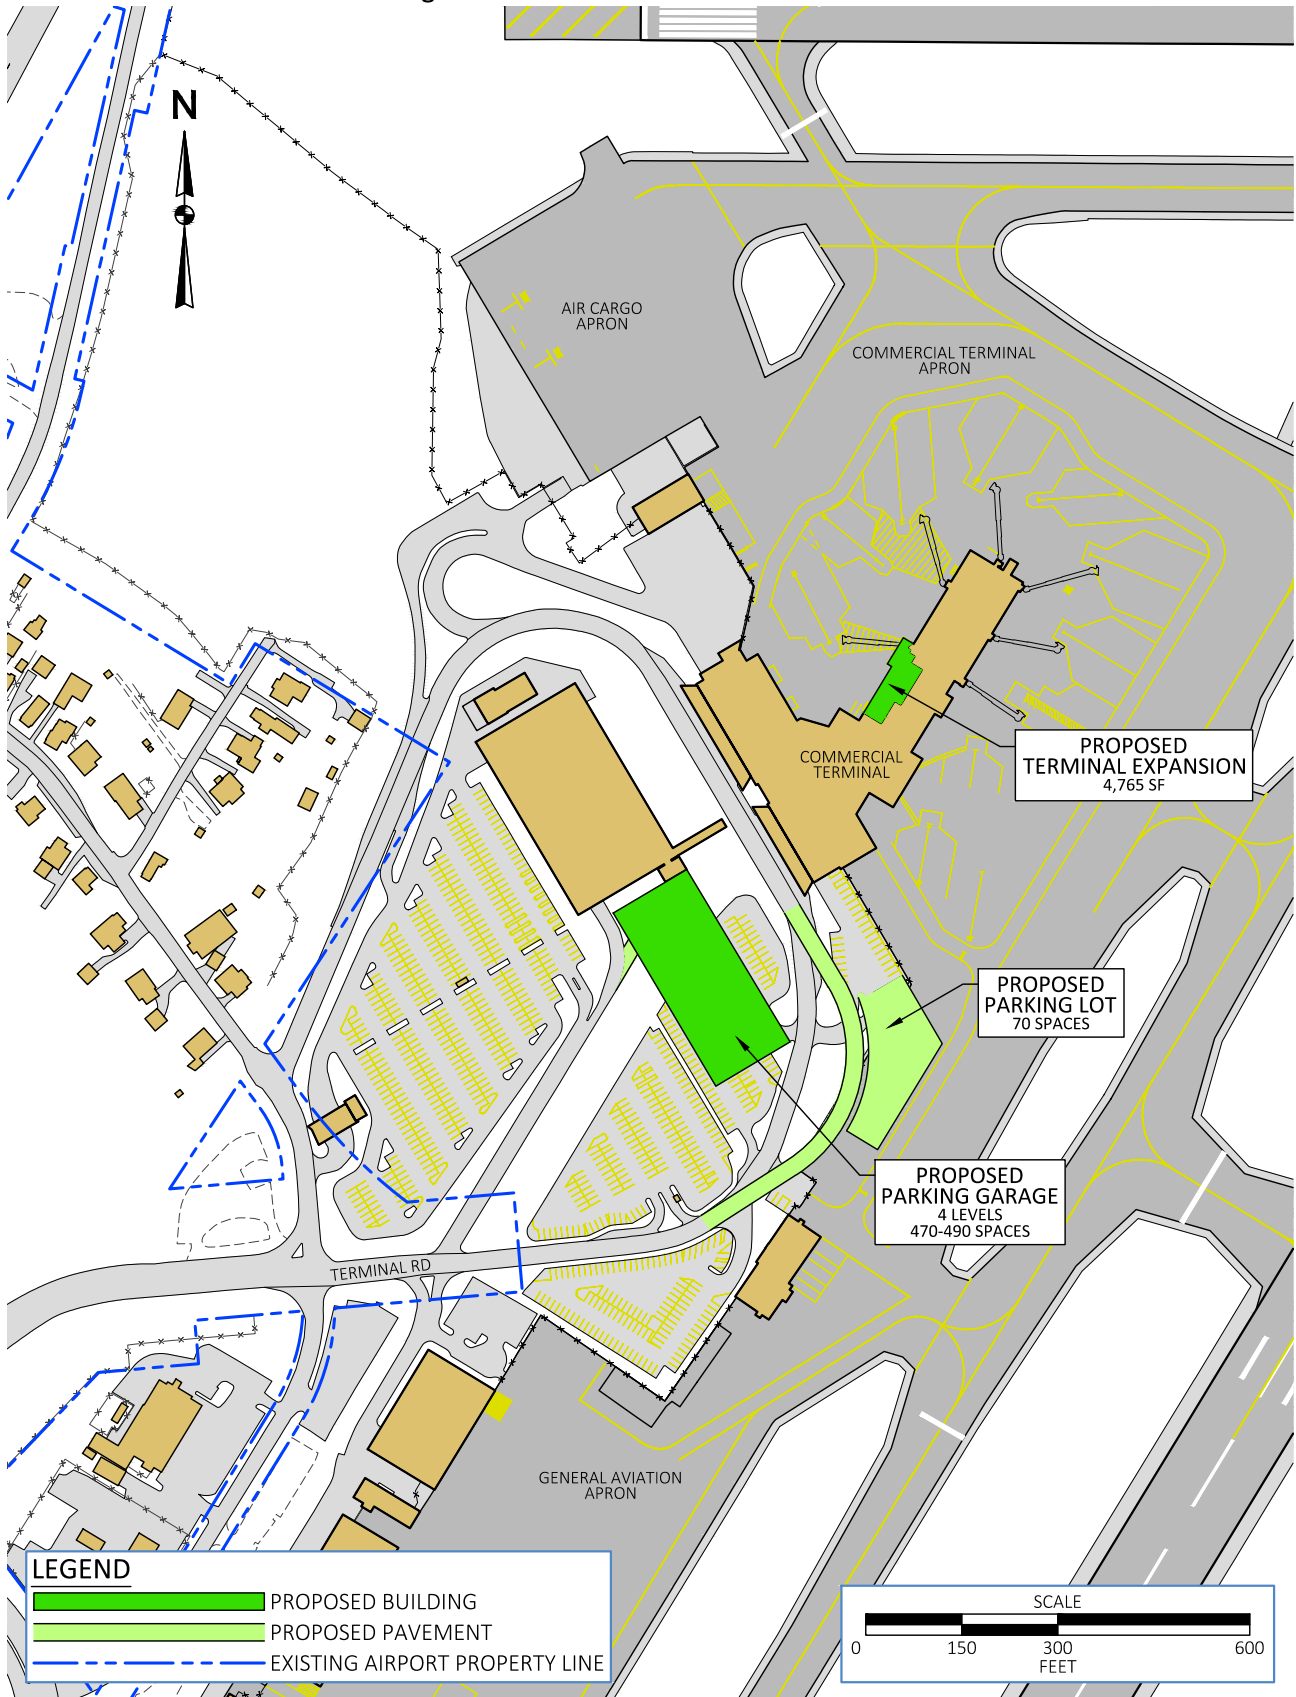 N
AIR CARGO
APRON
COMMERCIAL TERMINAL
APRON
COMMERCIAL
TERMINAL
PROPOSED
TERMINAL EXPANSION
4,765 SF
PROPOSED
PARKING LOT
70 SPACES
PROPOSED
PARKING GARAGE
4 LEVELS
470-490 SPACES
TERMINAL RD
GENERAL AVIATION
APRON
LEGEND
PROPOSED BUILDING
PROPOSED PAVEMENT
EXISTING AIRPORT PROPERTY LINE
SCALE
0 150 300 600
FEET